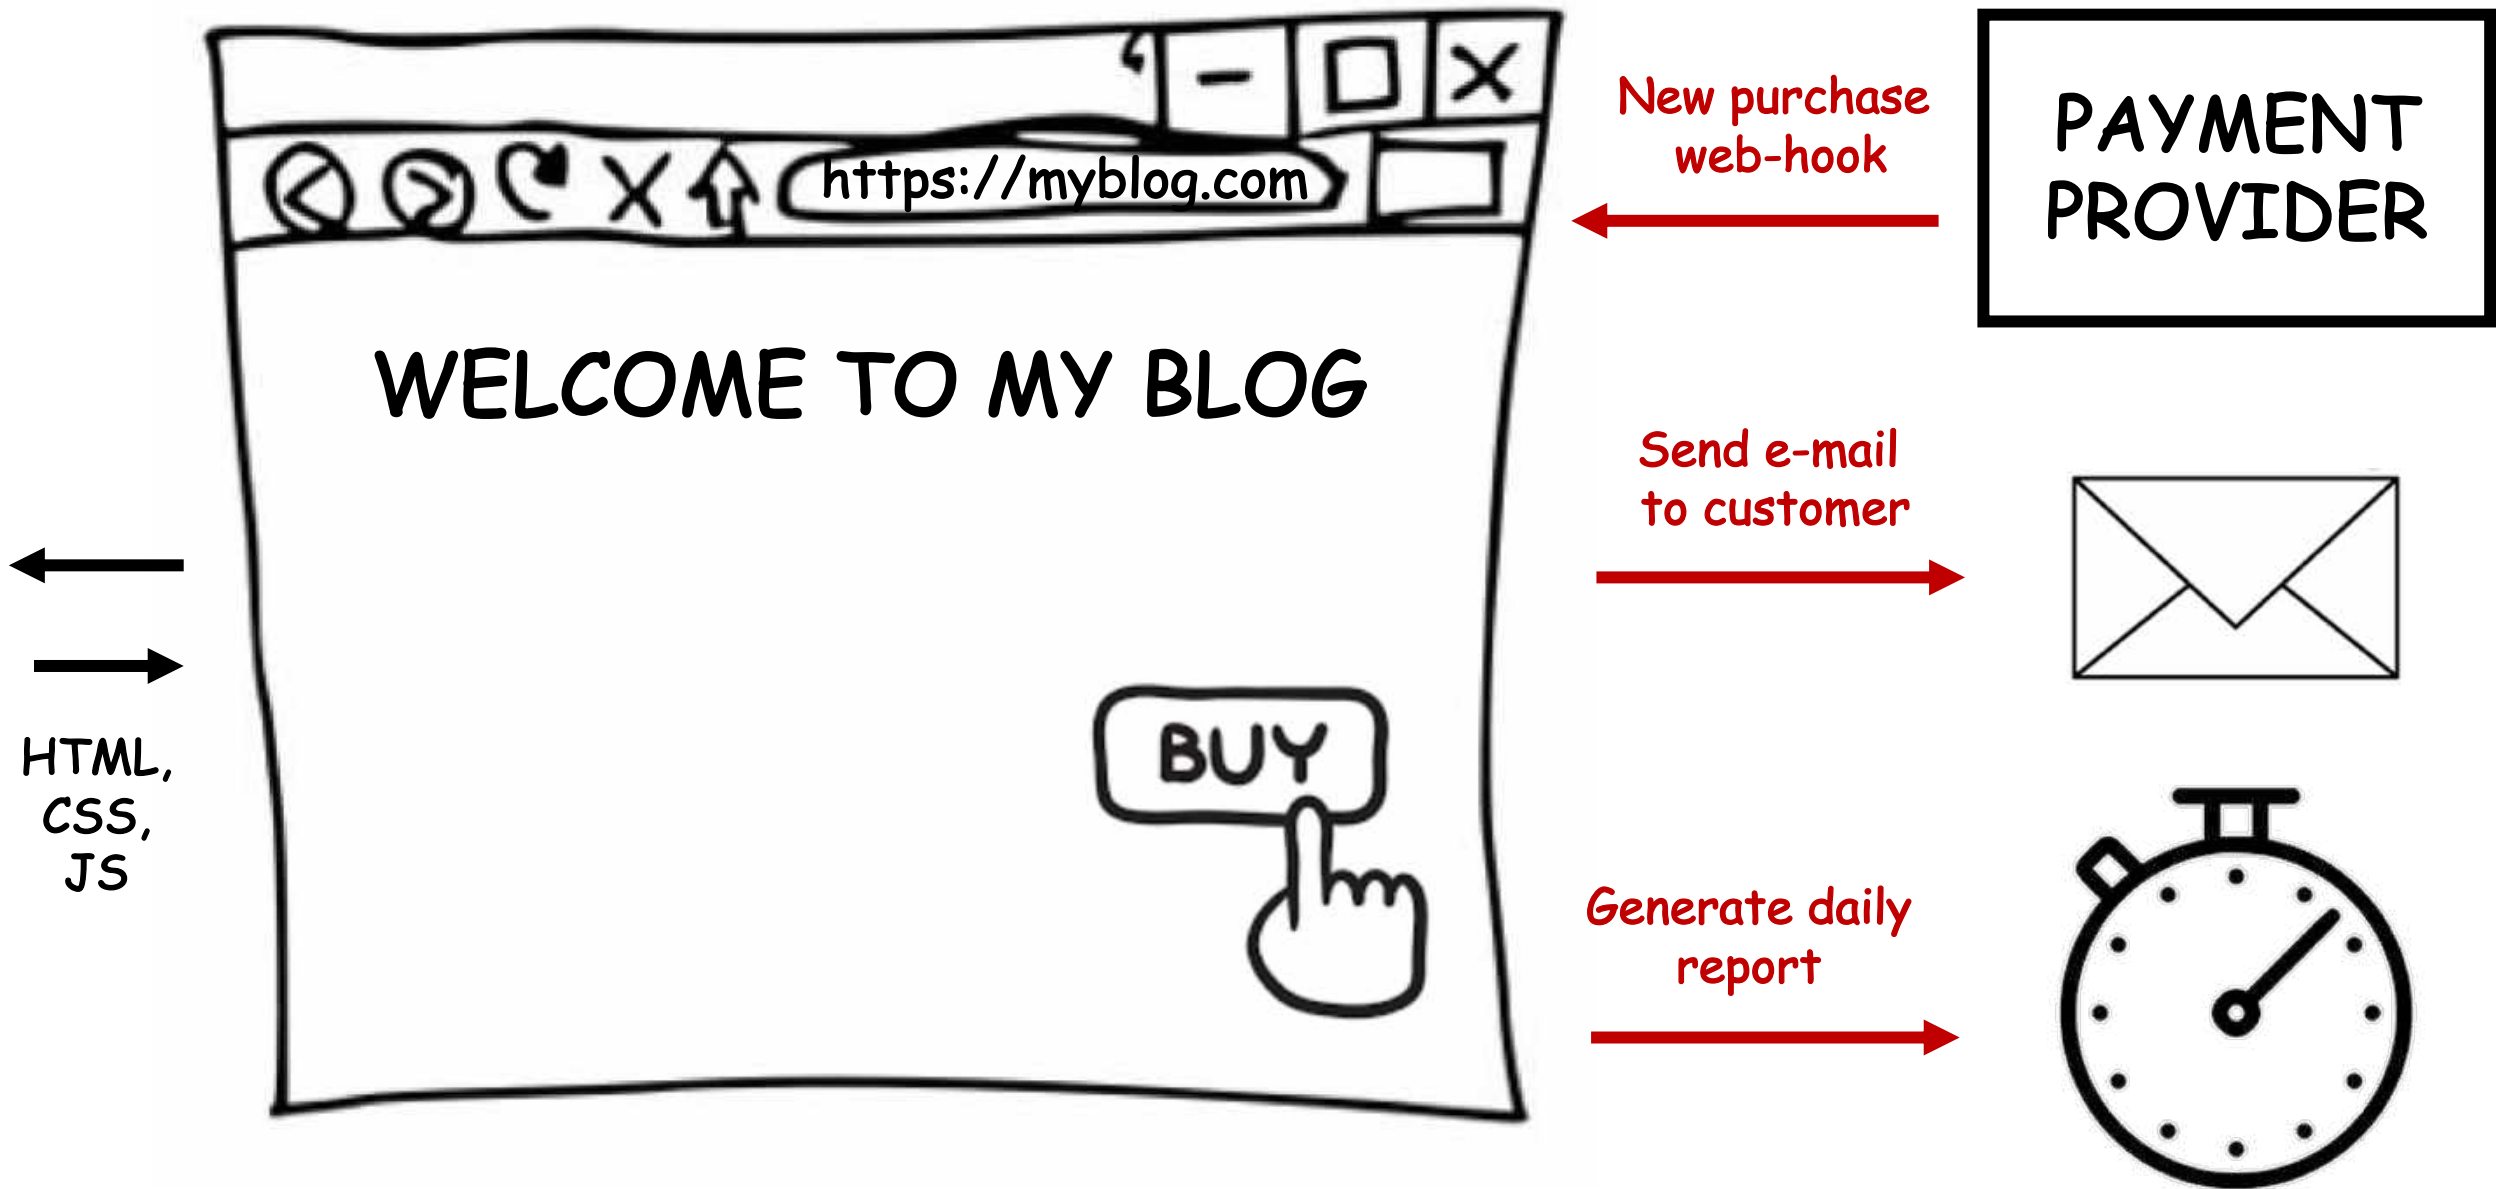 https://myblog.com
WELCOME TO MY BLOG
BUY
HTML,
CSS,
JS
New purchase
web-hook
PAYMENT
PROVIDER
Send e-mail
to customer
Generate daily
report